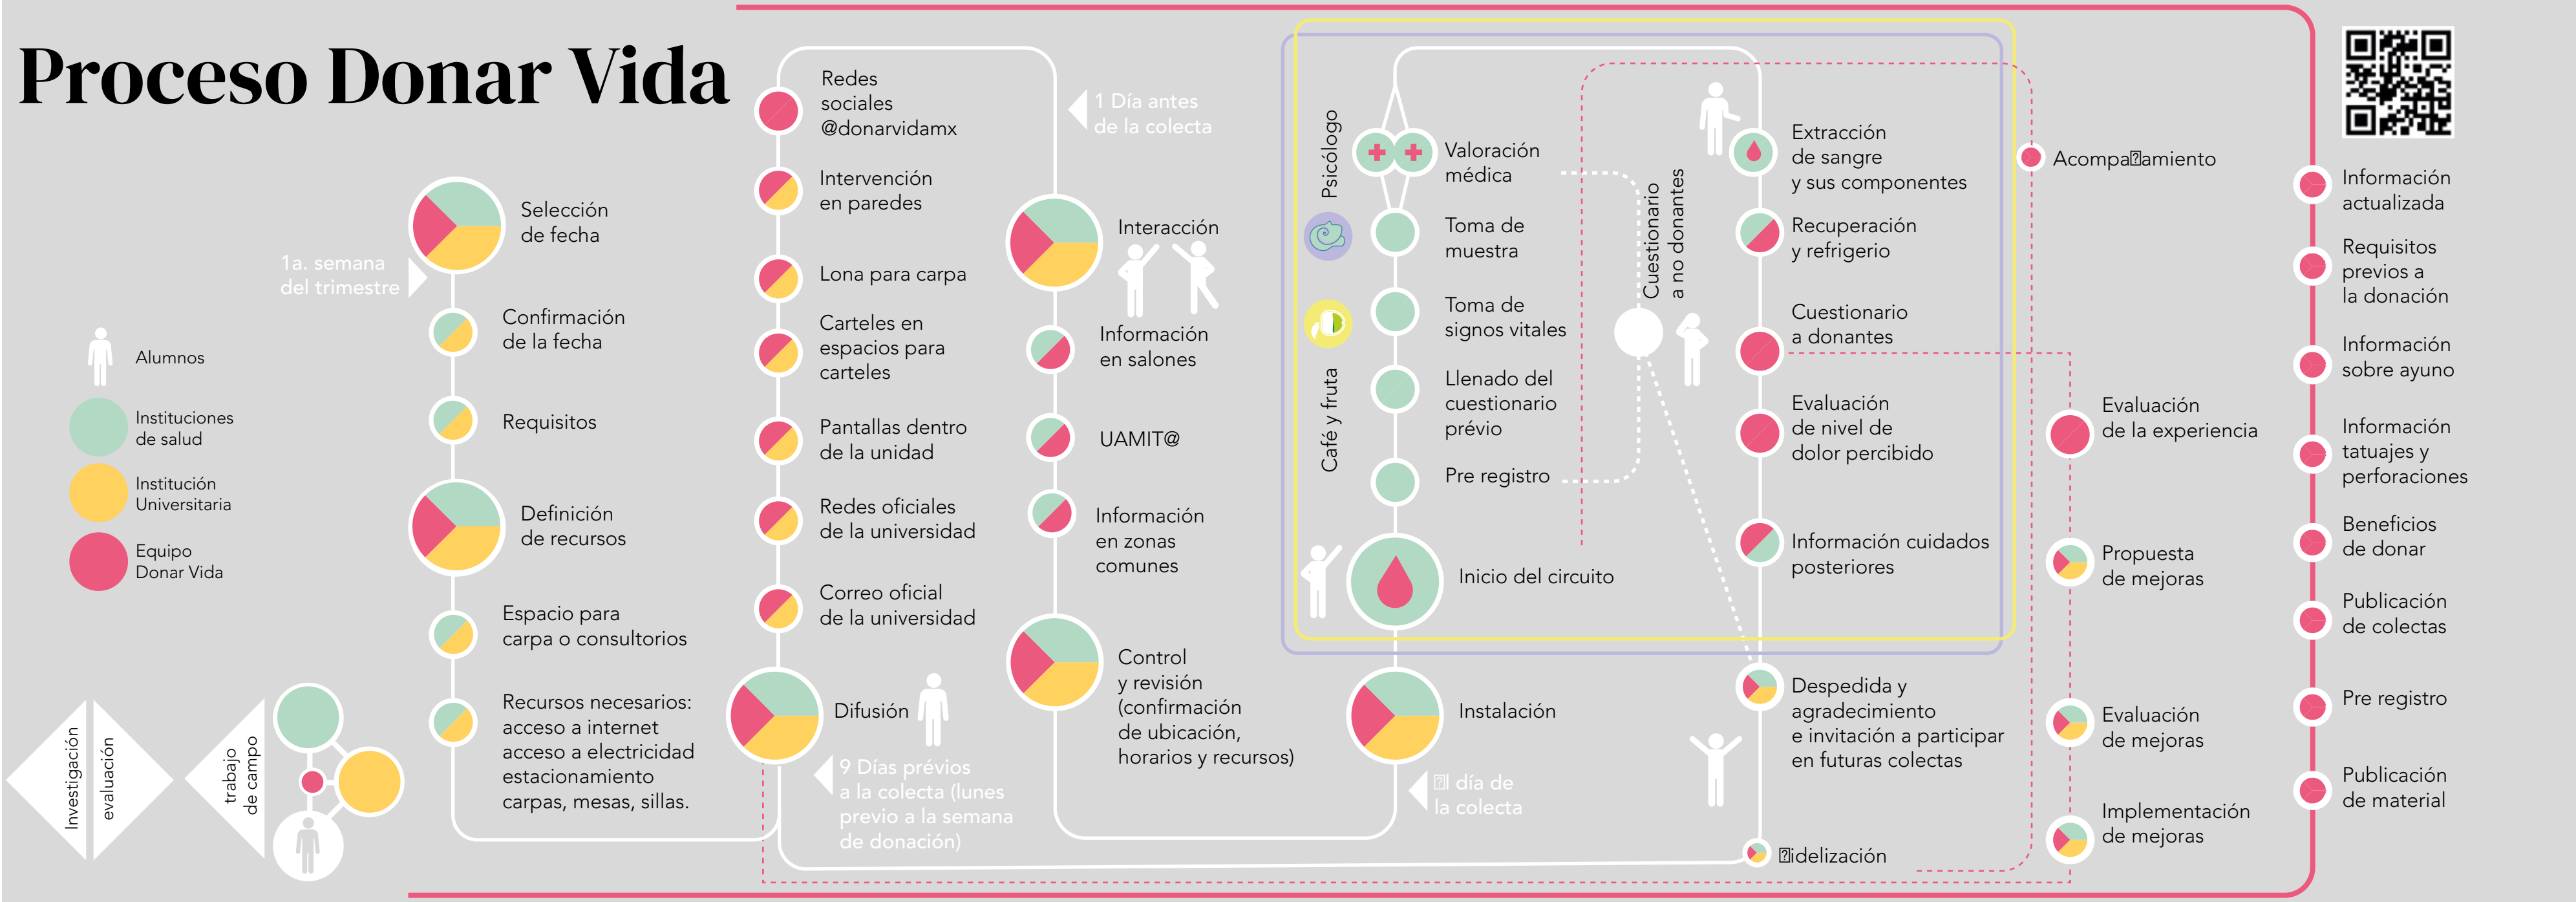 Proceso Donar Vida
Alumnos
Instituciones
de salud
Institución
Universitaria
Equipo
Donar Vida
Investigación
evaluación
trabajo
de campo
1a. semana
del trimestre
Selección
de fecha
Confirmación
de la fecha
Requisitos
Definición
de recursos
Espacio para
carpa o consultorios
Recursos necesarios:
acceso a internet
acceso a electricidad
estacionamiento
carpas, mesas, sillas.
Redes
sociales
@donarvidamx
Intervención
en paredes
Lona para carpa
Carteles en
espacios para
carteles
Pantallas dentro
de la unidad
Redes oficiales
de la universidad
Correo oficial
de la universidad
Difusión
9 Días prévios
a la colecta (lunes
previo a la semana
de donación)
1 Día antes
de la colecta
Interacción
Información
en salones
UAMIT@
Información
en zonas
comunes
Control
y revisión
(confirmación
de ubicación,
horarios y recursos)
Psicólogo
Café y fruta
Valoración
médica
Toma de
muestra
Toma de
signos vitales
Llenado del
cuestionario
prévio
Pre registro
Inicio del circuito
Instalación
⍰l día de
la colecta
Cuestionario
a no donantes
Extracción
de sangre
y sus componentes
Recuperación
y refrigerio
Cuestionario
a donantes
Evaluación
de nivel de
dolor percibido
Información cuidados
posteriores
Despedida y
agradecimiento
e invitación a participar
en futuras colectas
⍰idelización
Acompa⍰amiento
Evaluación
de la experiencia
Propuesta
de mejoras
Evaluación
de mejoras
Implementación
de mejoras
Información
actualizada
Requisitos
previos a
la donación
Información
sobre ayuno
Información
tatuajes y
perforaciones
Beneficios
de donar
Publicación
de colectas
Pre registro
Publicación
de material